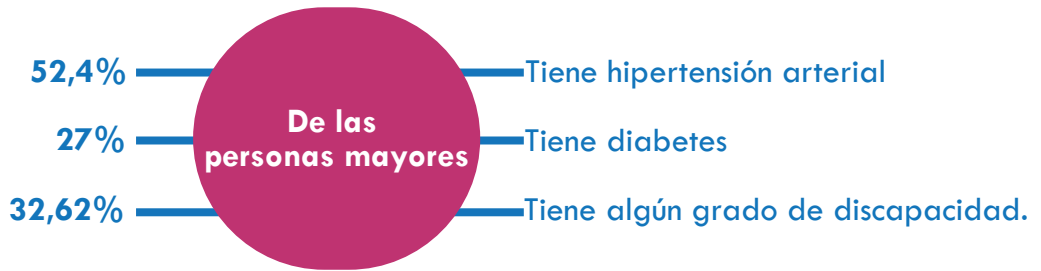 52,4% Tiene hipertensión arterial
De las
personas mayores
27% Tiene diabetes
32,62% Tiene algún grado de discapacidad.